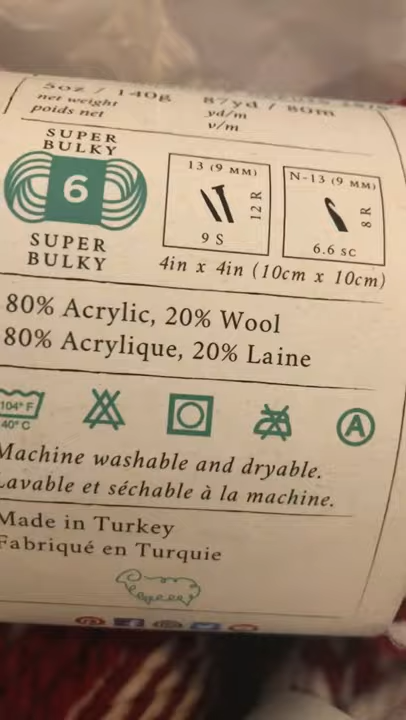 5oz / 140g 87yd / 80m
net weight yd/m
poids net v/m
SUPER
BULKY
6
SUPER
BULKY
13 (9 MM)
12 R
9 S
N-13 (9 MM)
8 R
6.6 SC
4in x 4in (10cm x 10cm)
80% Acrylic, 20% Wool
80% Acrylique, 20% Laine
104° F
40° C
A
Machine washable and dryable.
Lavable et séchable à la machine.
Made in Turkey
Fabriqué en Turquie